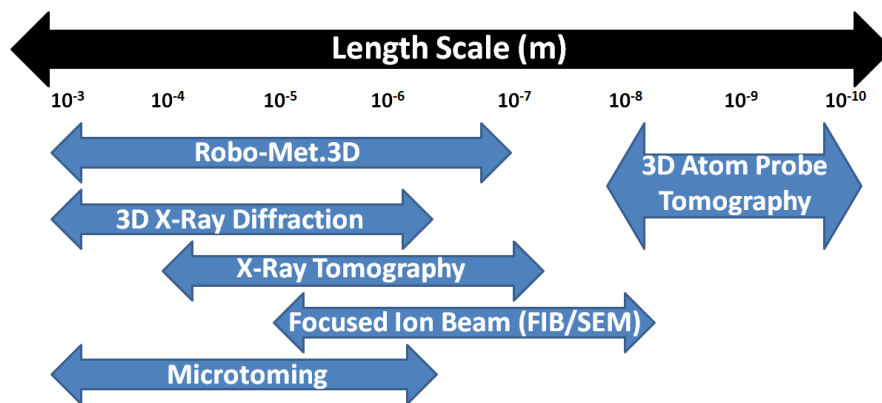 Length Scale (m)
10⁻³ 10⁻⁴ 10⁻⁵ 10⁻⁶ 10⁻⁷ 10⁻⁸ 10⁻⁹ 10⁻¹⁰
Robo-Met.3D
3D Atom Probe
Tomography
3D X-Ray Diffraction
X-Ray Tomography
Focused Ion Beam (FIB/SEM)
Microtoming